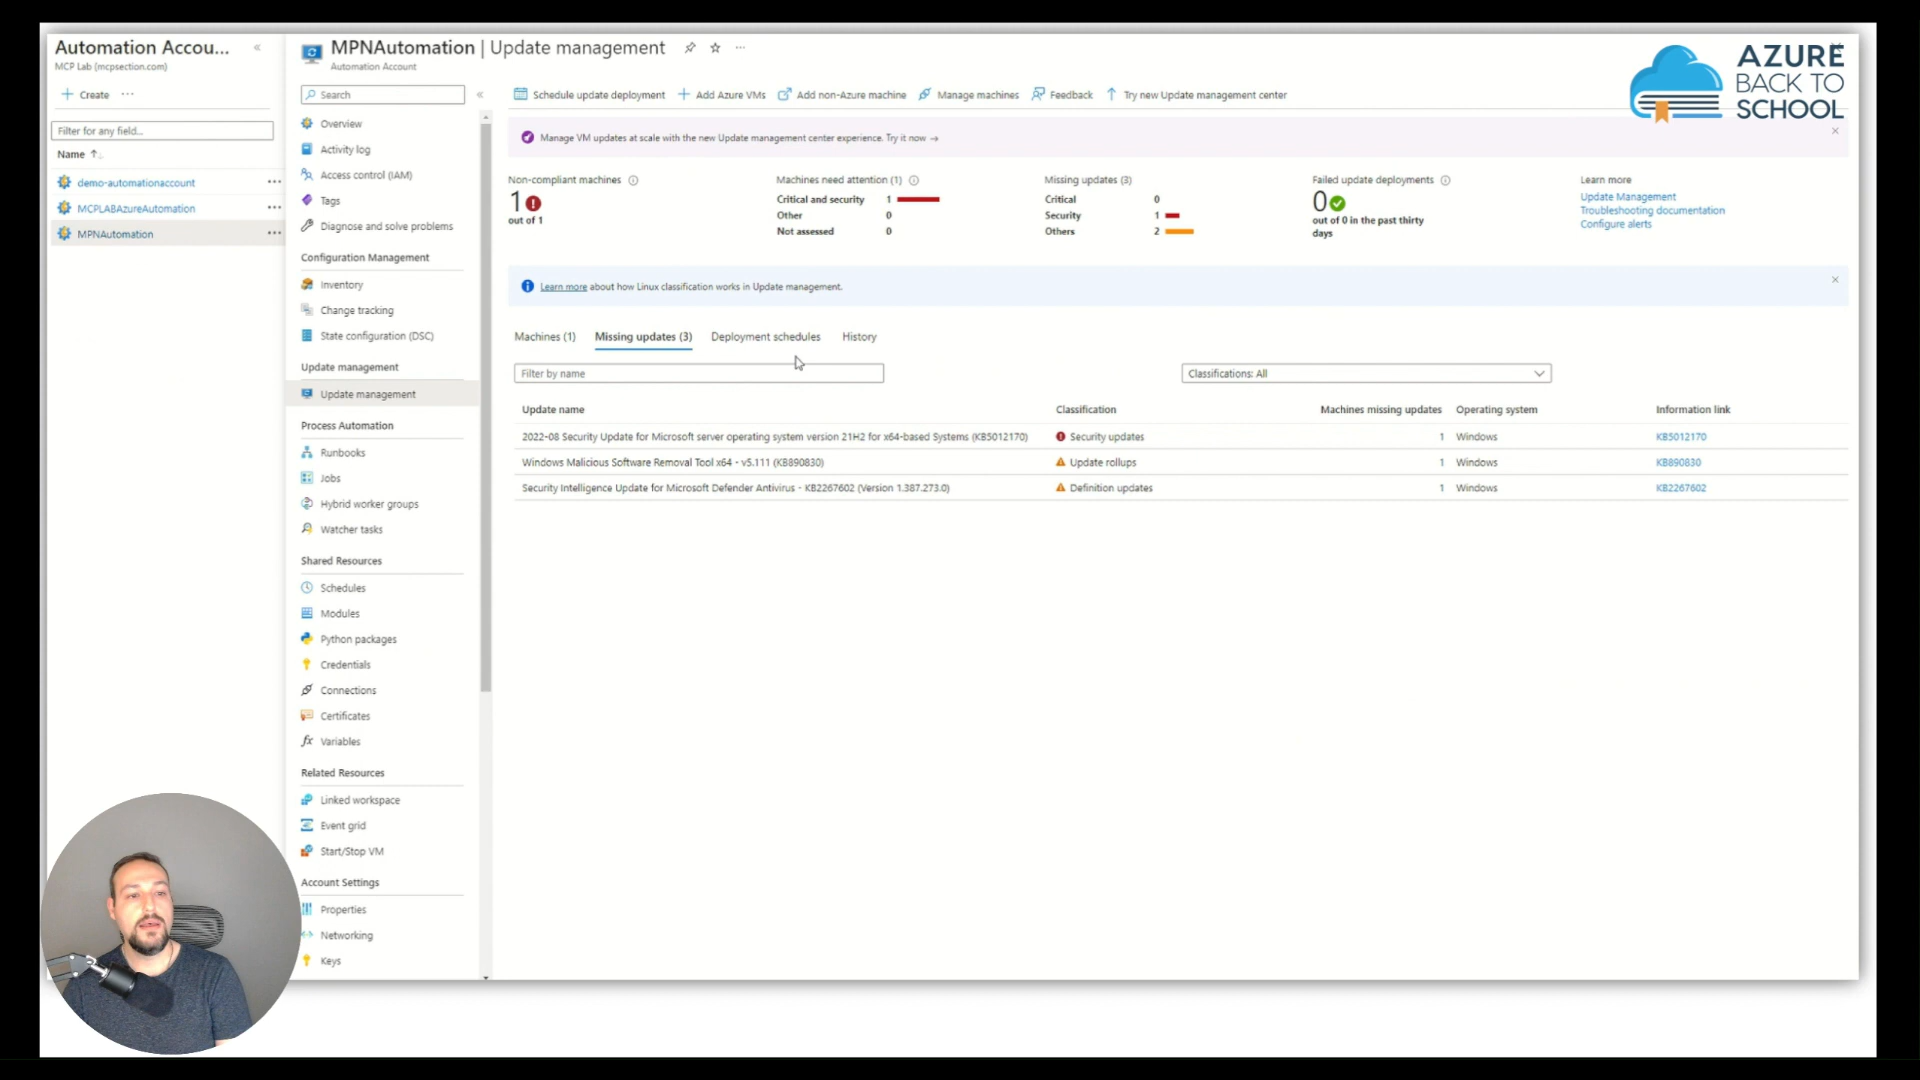 Automation Accou...
MCP Lab (mcpsection.com)
Create
Filter for any field...
Name
demo-automationaccount
MCPLABAzureAutomation
MPNAutomation
MPNAutomation | Update management
Automation Account
Search
Overview
Activity log
Access control (IAM)
Tags
Diagnose and solve problems
Configuration Management
Inventory
Change tracking
State configuration (DSC)
Update management
Update management
Process Automation
Runbooks
Jobs
Hybrid worker groups
Watcher tasks
Shared Resources
Schedules
Modules
Python packages
Credentials
Connections
Certificates
Variables
Related Resources
Linked workspace
Event grid
Start/Stop VM
Account Settings
Properties
Networking
Keys
Schedule update deployment Add Azure VMs Add non-Azure machine Manage machines Feedback Try new Update management center
Manage VM updates at scale with the new Update management center experience. Try it now →
Non-compliant machines
1
out of 1
Machines need attention (1)
Critical and security 1
Other 0
Not assessed 0
Missing updates (3)
Critical 0
Security 1
Others 2
Failed update deployments
0
out of 0 in the past thirty
days
Learn more
Update Management
Troubleshooting documentation
Configure alerts
Learn more about how Linux classification works in Update management.
Machines (1) Missing updates (3) Deployment schedules History
Filter by name
Classifications: All
Update name Classification Machines missing updates Operating system Information link
2022-08 Security Update for Microsoft server operating system version 21H2 for x64-based Systems (KB5012170) Security updates 1 Windows KB5012170
Windows Malicious Software Removal Tool x64 - v5.111 (KB890830) Update rollups 1 Windows KB890830
Security Intelligence Update for Microsoft Defender Antivirus - KB2267602 (Version 1.387.273.0) Definition updates 1 Windows KB2267602
AZURE
BACK TO
SCHOOL